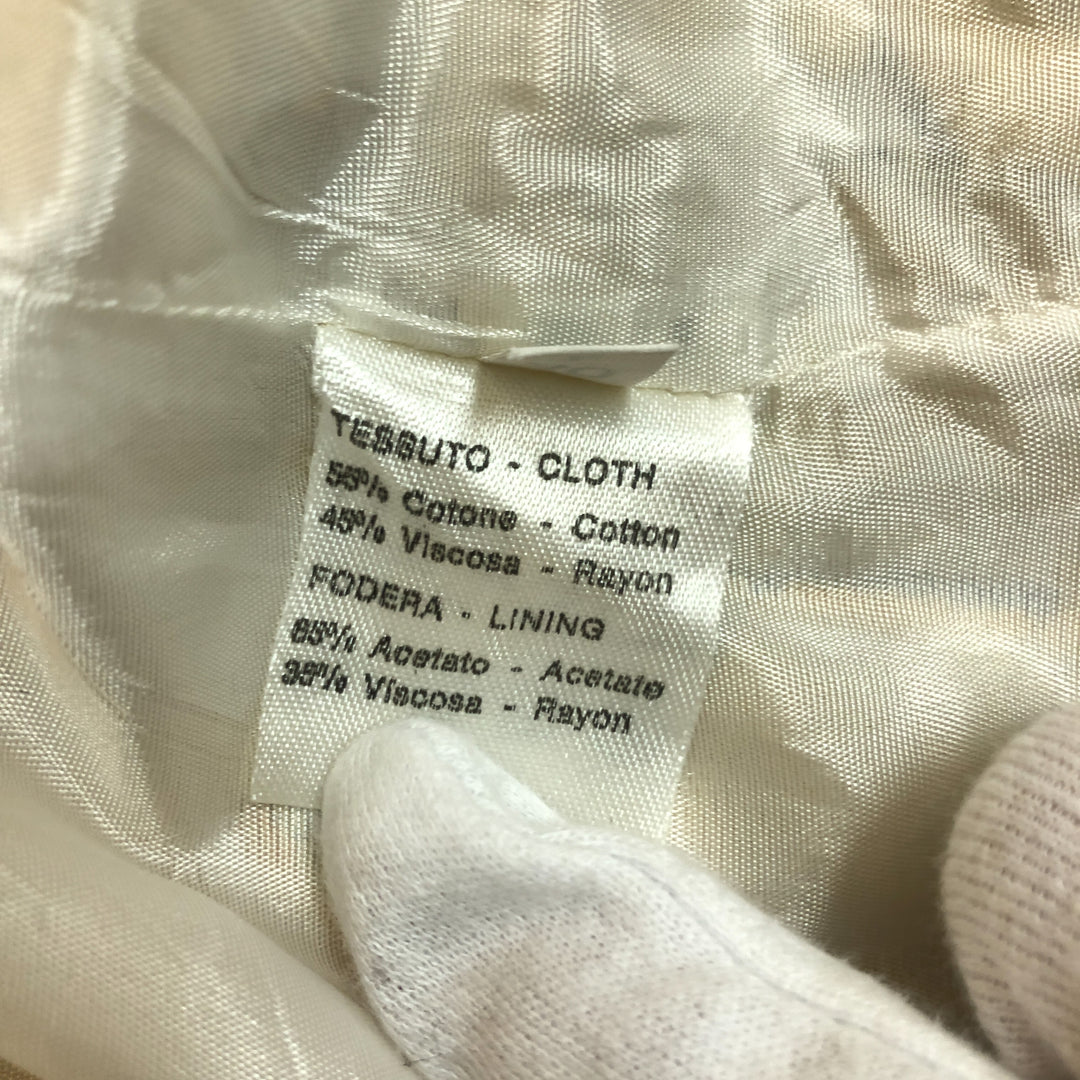 TESSUTO - CLOTH
55% Cotone - Cotton
45% Viscosa - Rayon
FODERA - LINING
65% Acetato - Acetate
35% Viscosa - Rayon